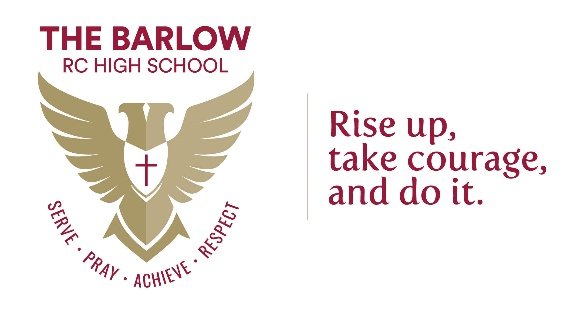 THE BARLOW
RC HIGH SCHOOL
SERVE · PRAY · ACHIEVE · RESPECT
Rise up,
take courage,
and do it.